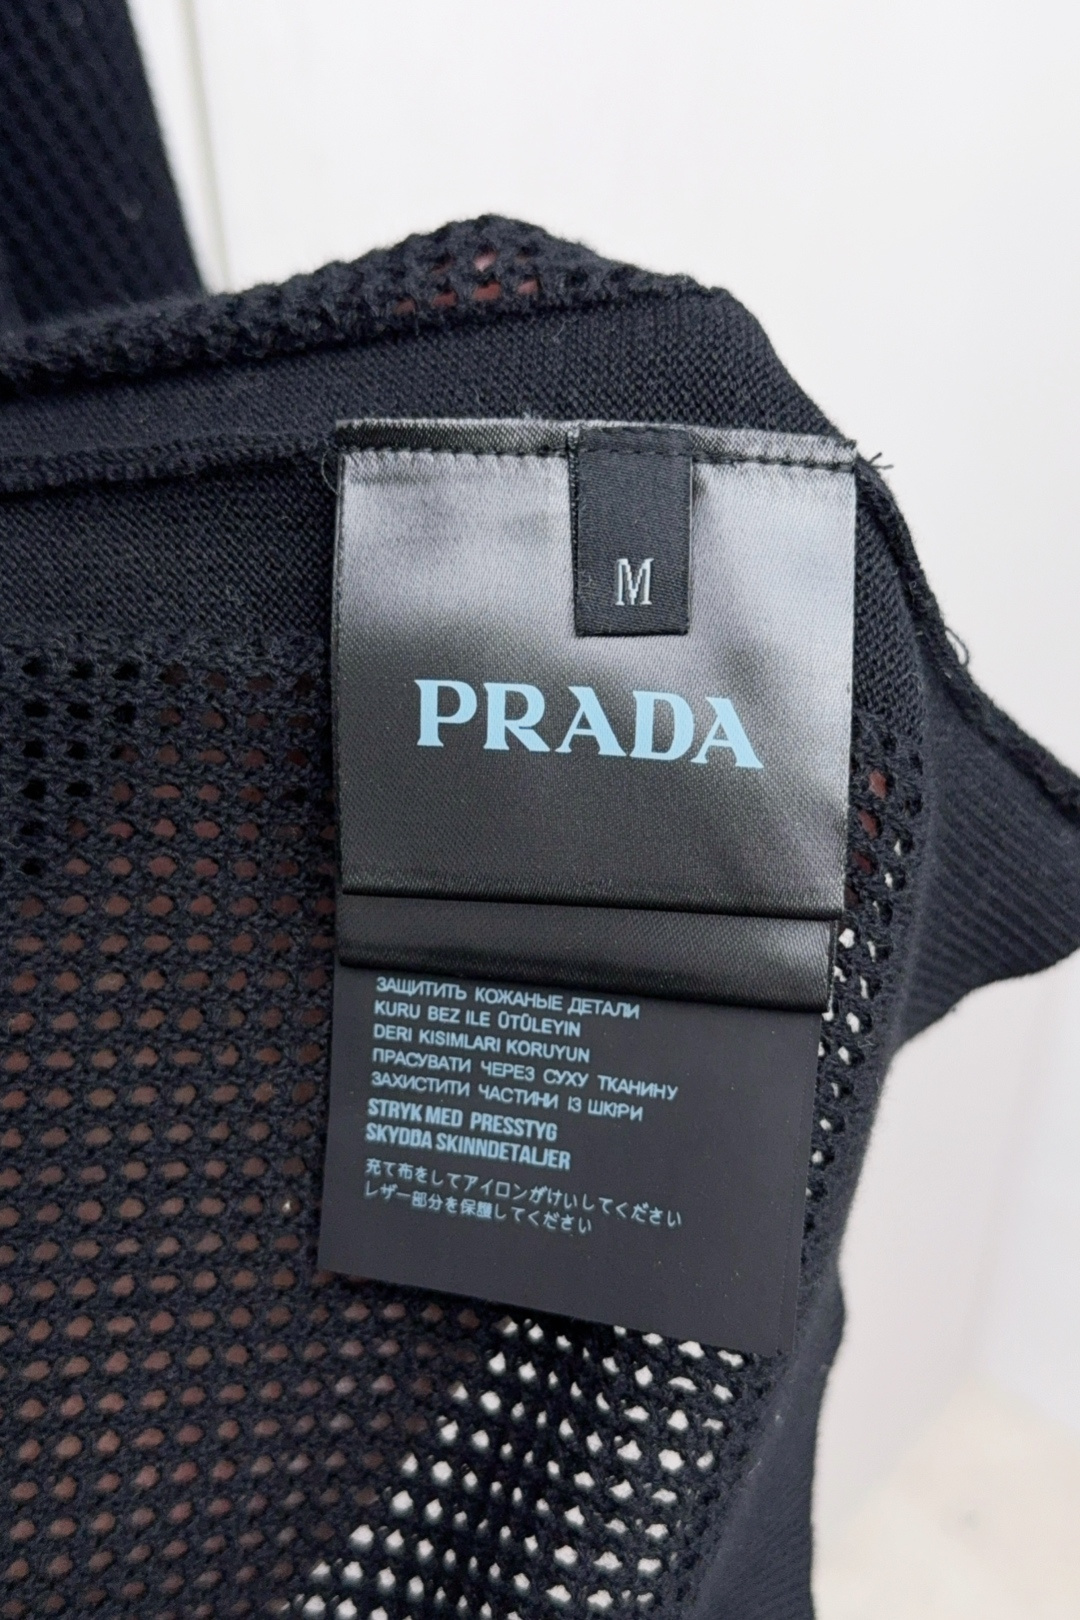 M
PRADA
ЗАЩИТИТЬ КОЖАНЫЕ ДЕТАЛИ
KURU BEZ ILE ÜTÜLEYIN
DERI KISIMLARI KORUYUN
ПРАСУВАТИ ЧЕРЕЗ СУХУ ТКАНИНУ
ЗАХИСТИТИ ЧАСТИНИ ІЗ ШКІРИ
STRYK MED PRESSTYG
SKYDDA SKINNDETALJER
充て布をしてアイロンがけいしてください
レザー部分を保護してください